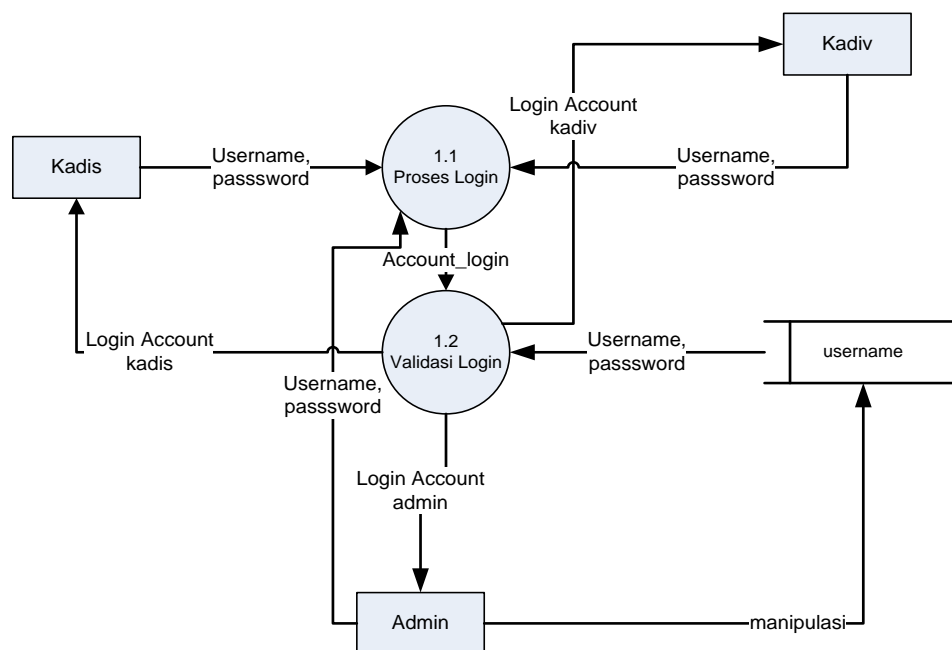 Kadiv
Login Account
kadiv
Kadis
Username,
passsword
1.1
Proses Login
Username,
passsword
Account_login
Login Account
kadis
1.2
Validasi Login
Username,
passsword
username
Username,
passsword
Login Account
admin
Admin
manipulasi